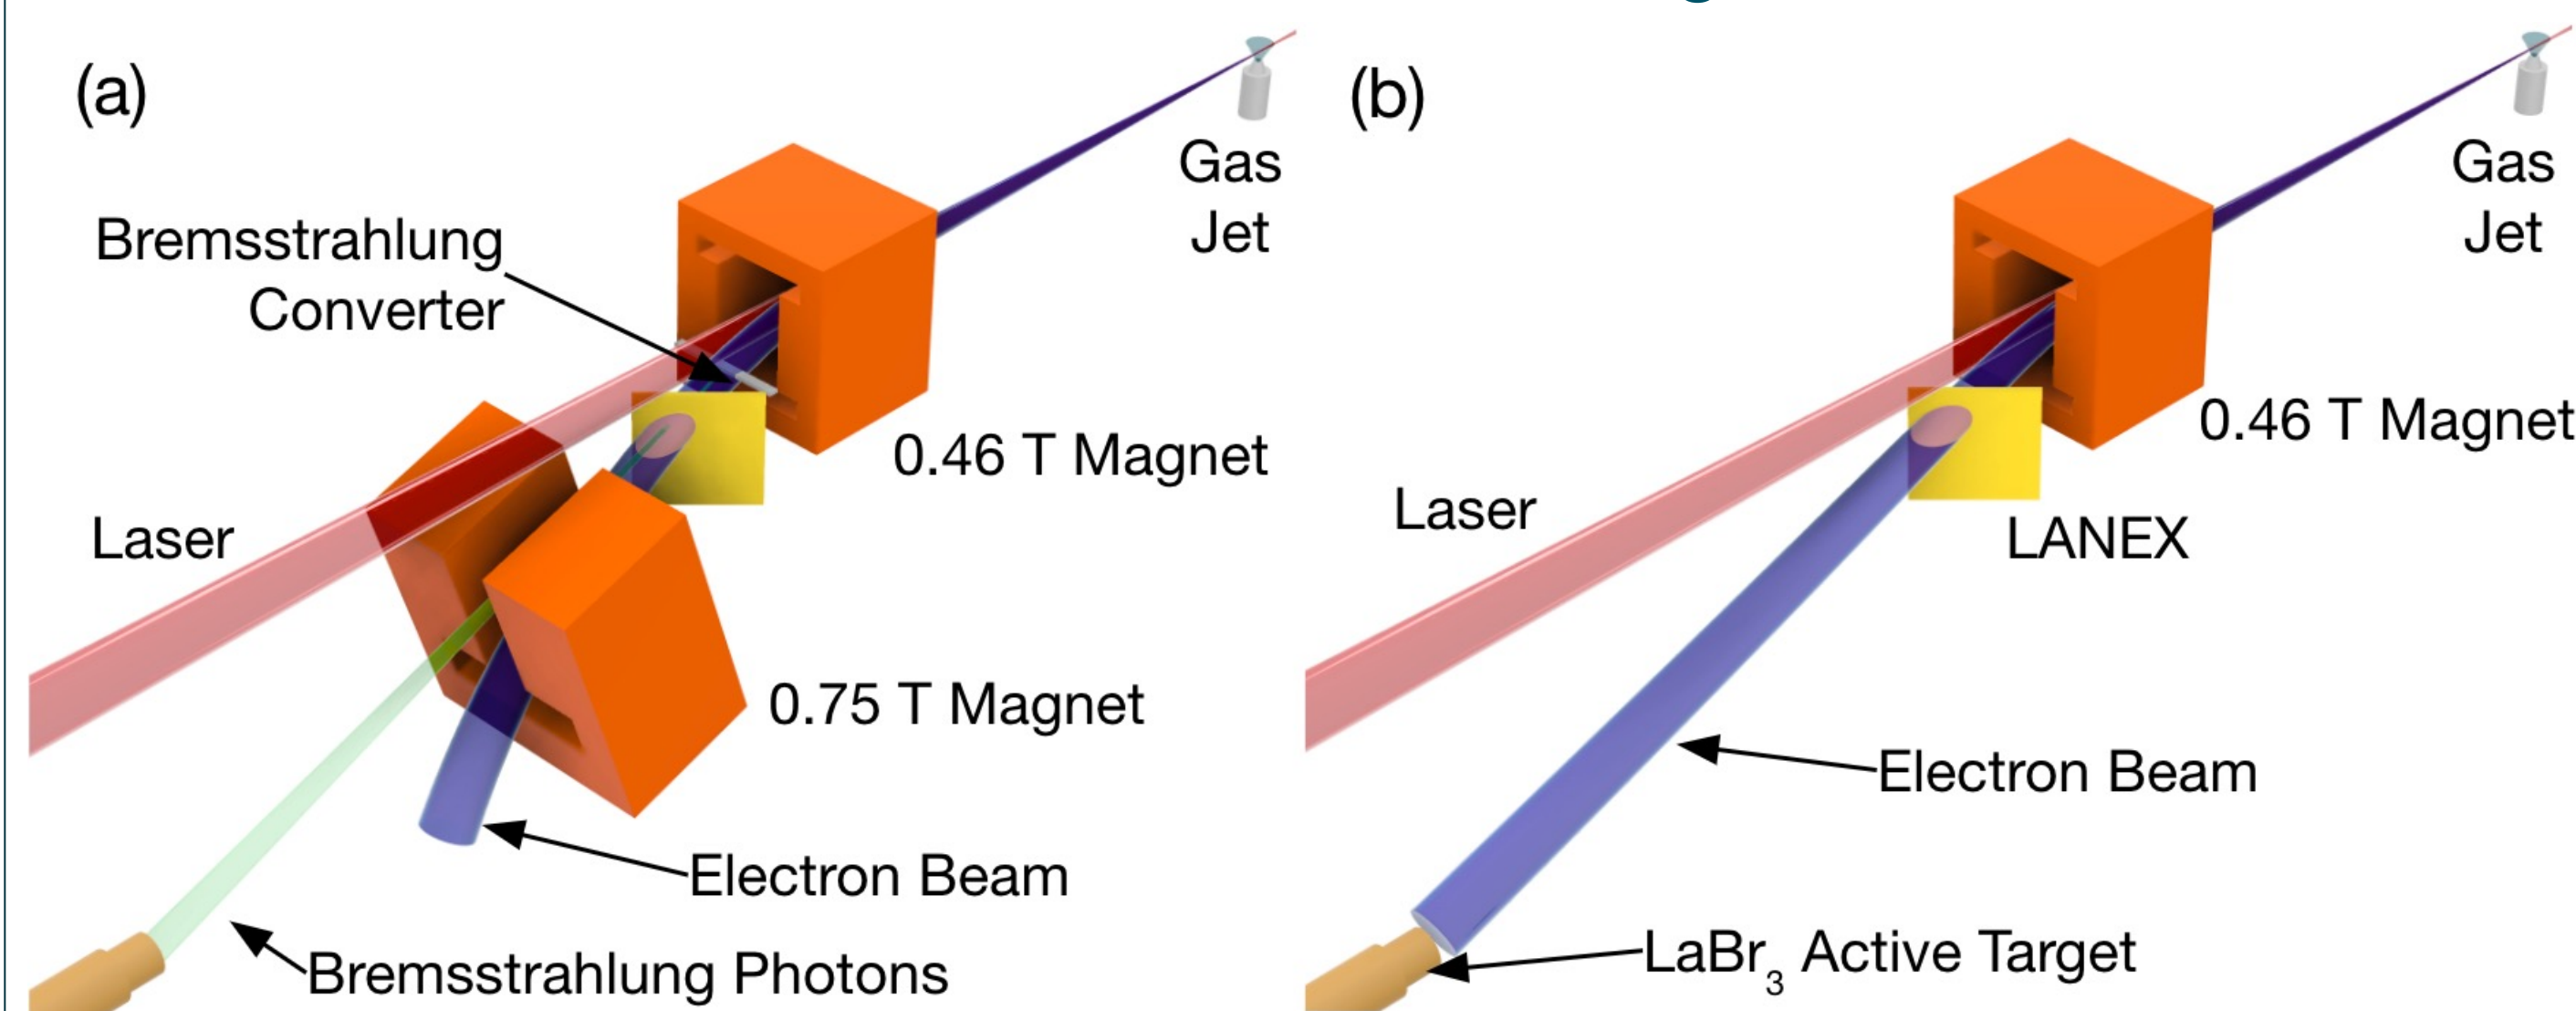 (a)
Gas
Jet
Bremsstrahlung
Converter
0.46 T Magnet
Laser
0.75 T Magnet
Electron Beam
Bremsstrahlung Photons
(b)
Gas
Jet
0.46 T Magnet
Laser
LANEX
Electron Beam
LaBr₃ Active Target